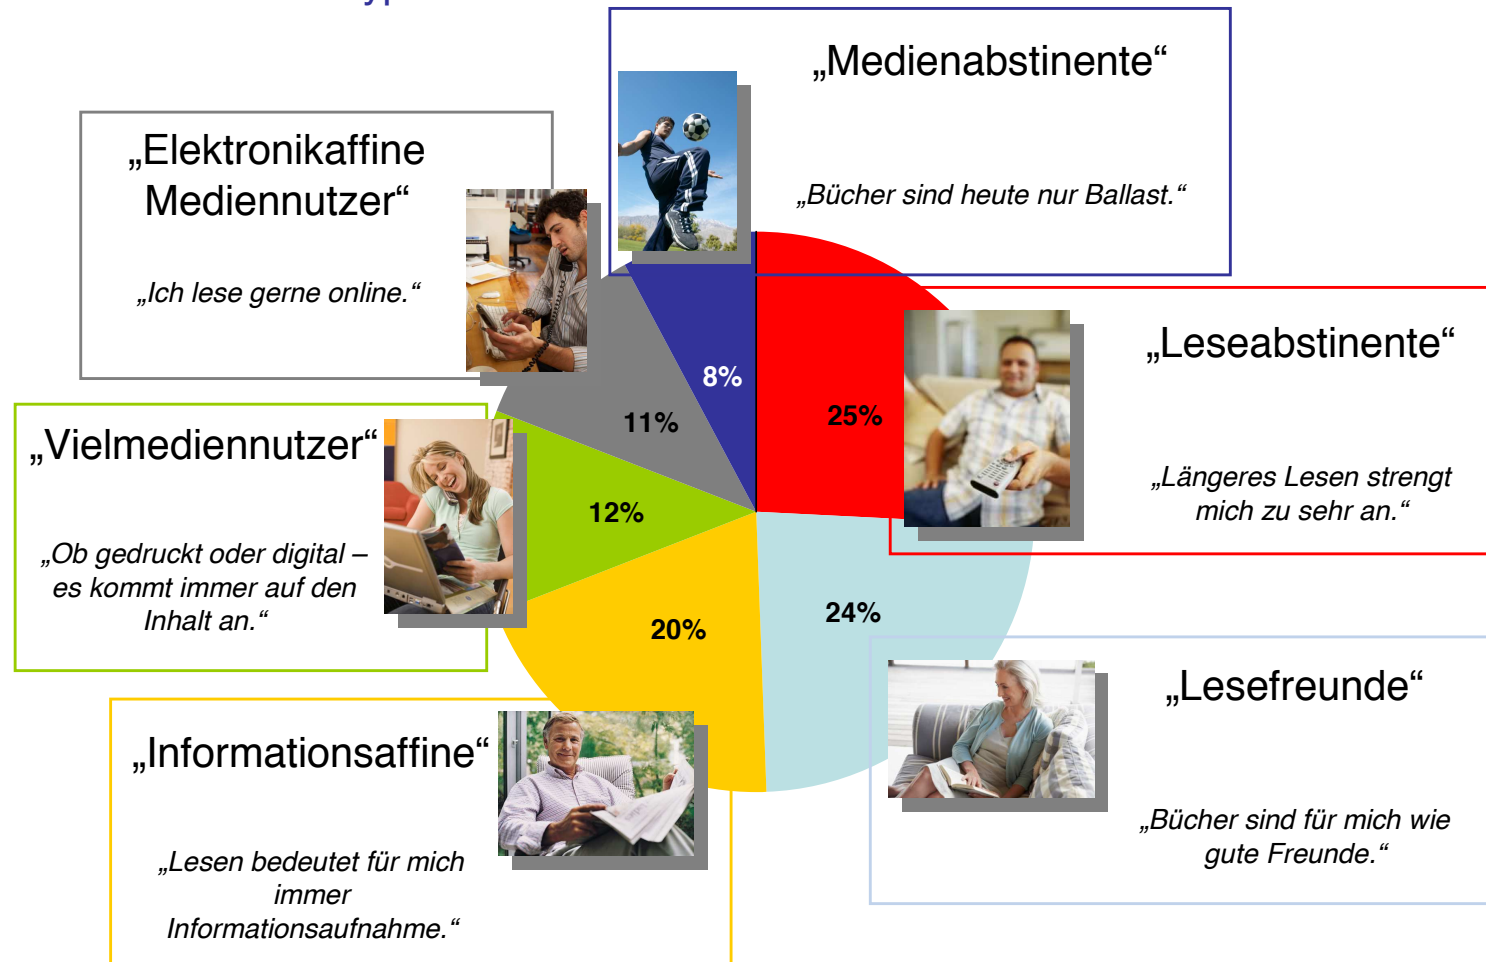 „Medienabstinente“
„Bücher sind heute nur Ballast.“
„Elektronikaffine
Mediennutzer“
„Ich lese gerne online.“
„Leseabstinente“
„Längeres Lesen strengt
mich zu sehr an.“
„Vielmediennutzer“
„Ob gedruckt oder digital –
es kommt immer auf den
Inhalt an.“
8%
25%
11%
12%
24%
20%
„Lesefreunde“
„Bücher sind für mich wie
gute Freunde.“
„Informationsaffine“
„Lesen bedeutet für mich
immer
Informationsaufnahme.“